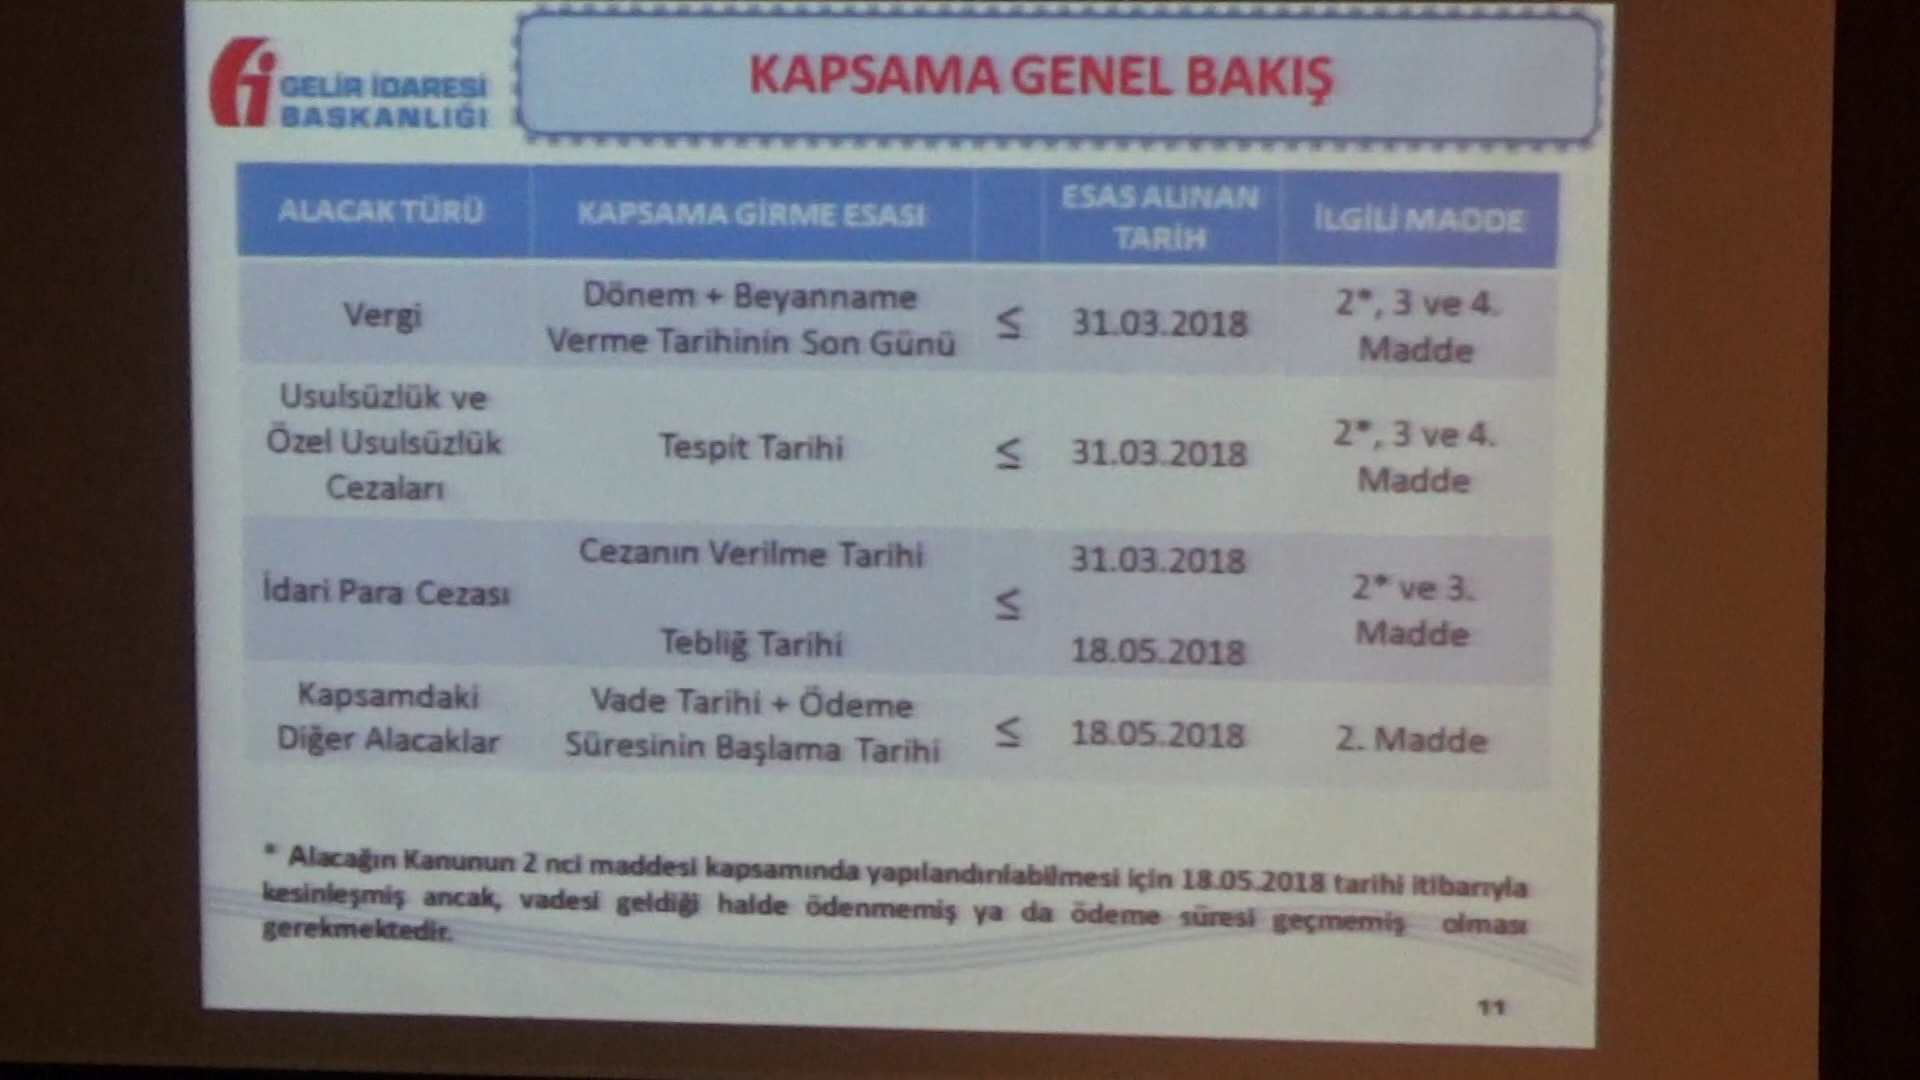 GELİR İDARESİ
BAŞKANLIĞI
KAPSAMA GENEL BAKIŞ
ALACAK TÜRÜ
KAPSAMA GİRME ESASI
ESAS ALINAN
TARİH
İLGİLİ MADDE
Vergi
Dönem + Beyanname
Verme Tarihinin Son Günü
≤
31.03.2018
2*, 3 ve 4.
Madde
Usulsüzlük ve
Özel Usulsüzlük
Cezaları
Tespit Tarihi
≤
31.03.2018
2*, 3 ve 4.
Madde
İdari Para Cezası
Cezanın Verilme Tarihi
Tebliğ Tarihi
≤
31.03.2018
18.05.2018
2* ve 3.
Madde
Kapsamdaki
Diğer Alacaklar
Vade Tarihi + Ödeme
Süresinin Başlama Tarihi
≤
18.05.2018
2. Madde
* Alacağın Kanunun 2 nci maddesi kapsamında yapılandırılabilmesi için 18.05.2018 tarihi itibarıyla
kesinleşmiş ancak, vadesi geldiği halde ödenmemiş ya da ödeme süresi geçmemiş olması
gerekmektedir.
11